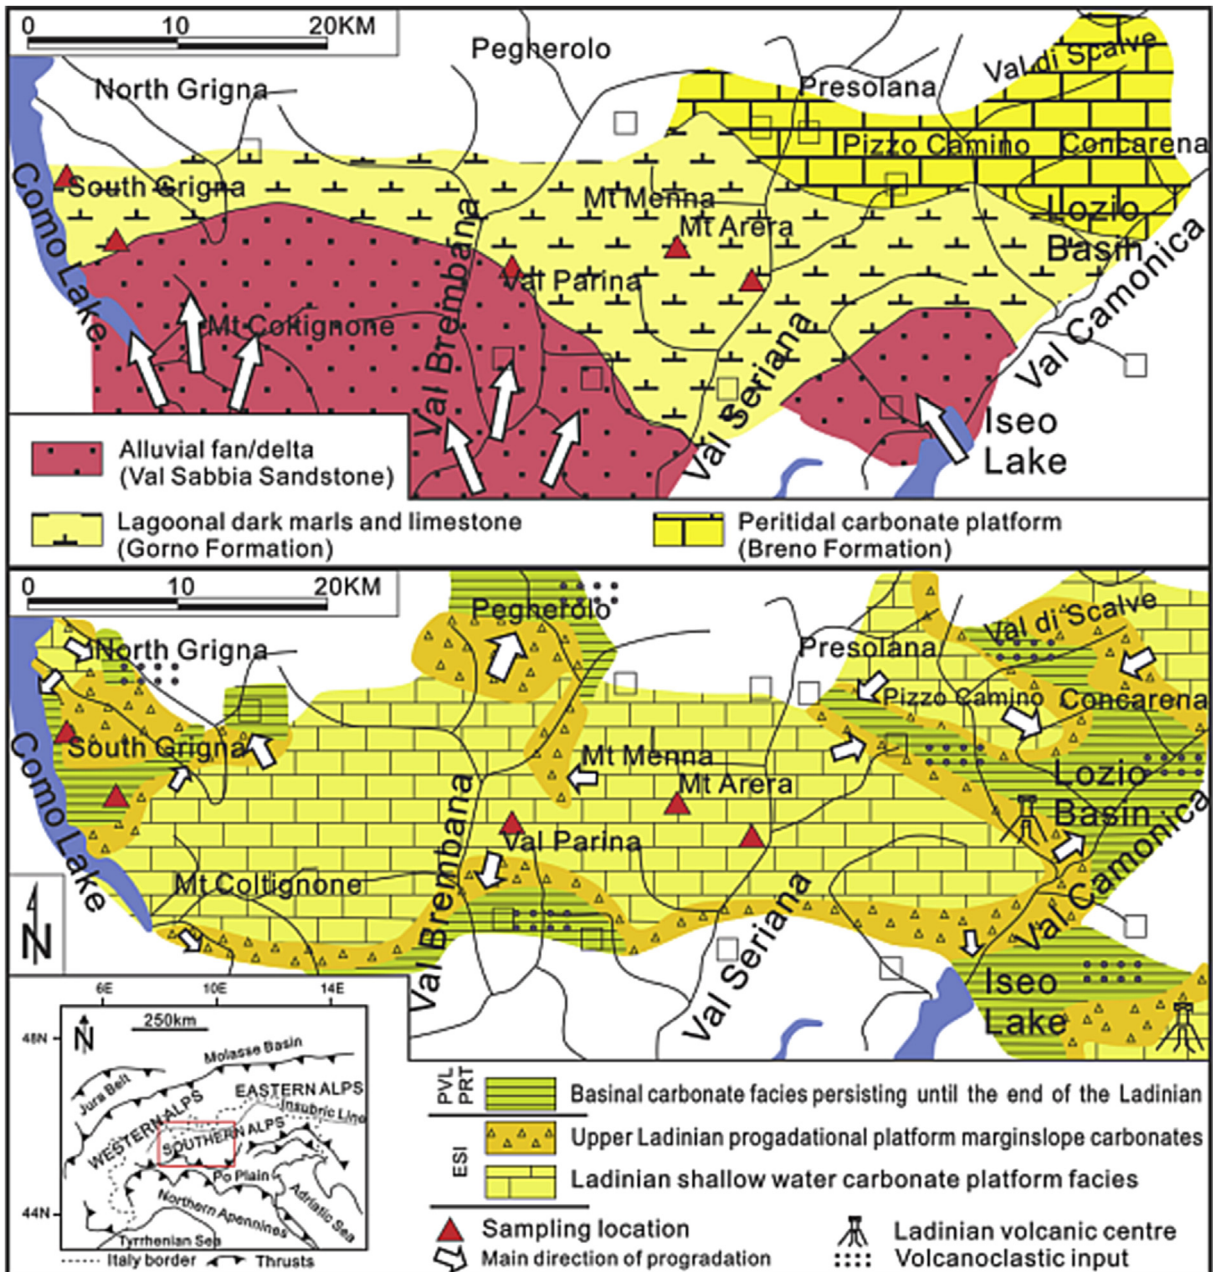 0 10 20KM
Pegherolo
Val di Scalve
North Grigna
Presolana
Pizzo Camino
Concarena
South Grigna
Mt Menna
Lozio
Basin
Mt Arera
Como Lake
Val Parina
Val Brembana
Mt Coltignone
Val Camonica
Val Seriana
Iseo
Lake
Alluvial fan/delta
(Val Sabbia Sandstone)
Lagoonal dark marls and limestone
(Gorno Formation)
Peritidal carbonate platform
(Breno Formation)
0 10 20KM
Pegherolo
Val di Scalve
North Grigna
Presolana
Pizzo Camino
Concarena
South Grigna
Mt Menna
Lozio
Basin
Mt Arera
Como Lake
Val Parina
Val Brembana
Mt Coltignone
Val Camonica
Val Seriana
N
Iseo
Lake
6E 10E 14E
250km
N
48N
Molasse Basin
Jura Belt
EASTERN ALPS
Insubric Line
WESTERN ALPS
SOUTHERN ALPS
Po Plain
Northern Apennines
Adriatic Sea
44N
Tyrrhenian Sea
Italy border
Thrusts
PVL
PRT
Basinal carbonate facies persisting until the end of the Ladinian
ESI
Upper Ladinian progadational platform marginslope carbonates
Ladinian shallow water carbonate platform facies
Sampling location
Ladinian volcanic centre
Main direction of progradation
Volcanoclastic input